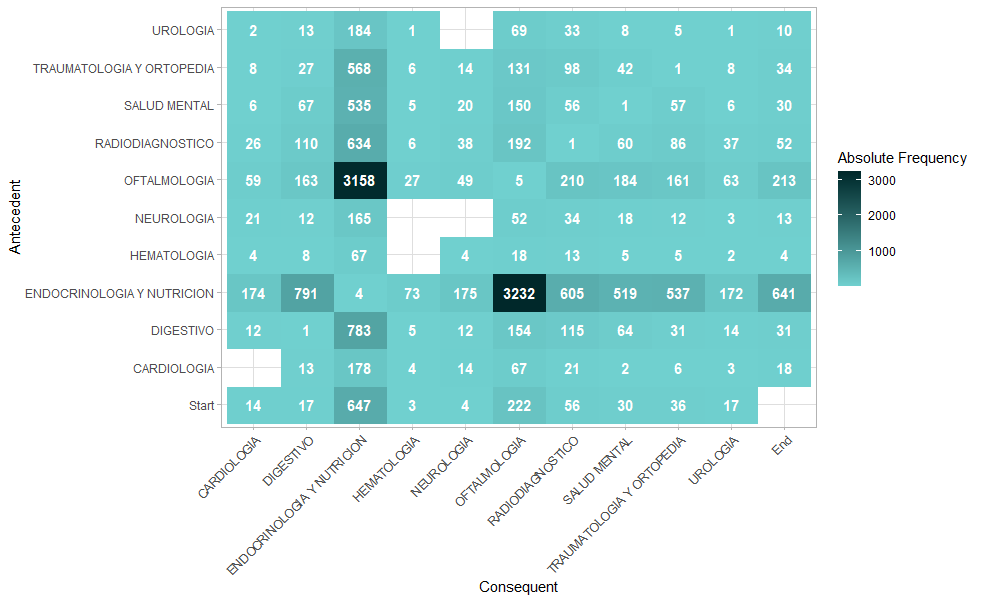 UROLOGIA 2 13 184 1 69 33 8 5 1 10
TRAUMATOLOGIA Y ORTOPEDIA 8 27 568 6 14 131 98 42 1 8 34
SALUD MENTAL 6 67 535 5 20 150 56 1 57 6 30
RADIODIAGNOSTICO 26 110 634 6 38 192 1 60 86 37 52
OFTALMOLOGIA 59 163 3158 27 49 5 210 184 161 63 213
NEUROLOGIA 21 12 165 52 34 18 12 3 13
HEMATOLOGIA 4 8 67 4 18 13 5 5 2 4
ENDOCRINOLOGIA Y NUTRICION 174 791 4 73 175 3232 605 519 537 172 641
DIGESTIVO 12 1 783 5 12 154 115 64 31 14 31
CARDIOLOGIA 13 178 4 14 67 21 2 6 3 18
Start 14 17 647 3 4 222 56 30 36 17
Antecedent
CARDIOLOGIA
DIGESTIVO
ENDOCRINOLOGIA Y NUTRICION
HEMATOLOGIA
NEUROLOGIA
OFTALMOLOGIA
RADIODIAGNOSTICO
SALUD MENTAL
TRAUMATOLOGIA Y ORTOPEDIA
UROLOGIA
End
Consequent
Absolute Frequency
3000
2000
1000